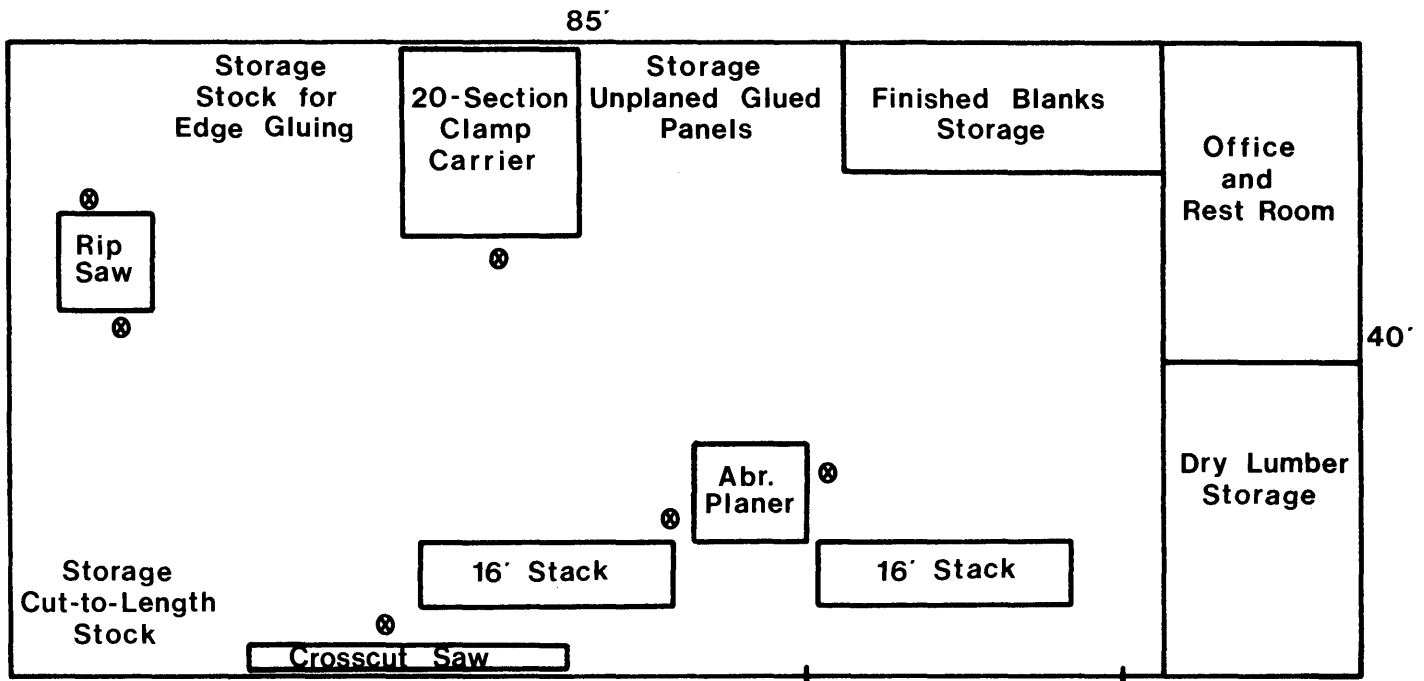 85′
Storage
Stock for
Edge Gluing
20-Section
Clamp
Carrier
Storage
Unplaned Glued
Panels
Finished Blanks
Storage
Office
and
Rest Room
Rip
Saw
40′
Abr.
Planer
Dry Lumber
Storage
16′ Stack
16′ Stack
Storage
Cut-to-Length
Stock
Crosscut Saw